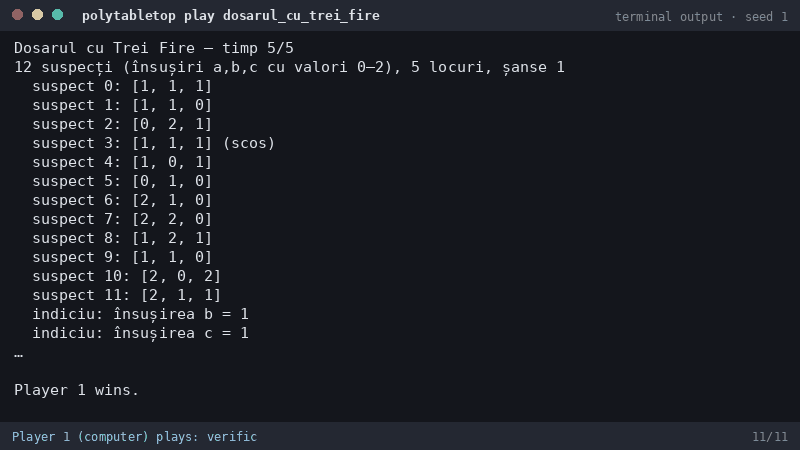 polytabletop play dosarul_cu_trei_fire
terminal output · seed 1
Dosarul cu Trei Fire — timp 5/5
12 suspecți (însușiri a,b,c cu valori 0–2), 5 locuri, șanse 1
suspect 0: [1, 1, 1]
suspect 1: [1, 1, 0]
suspect 2: [0, 2, 1]
suspect 3: [1, 1, 1] (scos)
suspect 4: [1, 0, 1]
suspect 5: [0, 1, 0]
suspect 6: [2, 1, 0]
suspect 7: [2, 2, 0]
suspect 8: [1, 2, 1]
suspect 9: [1, 1, 0]
suspect 10: [2, 0, 2]
suspect 11: [2, 1, 1]
indiciu: însușirea b = 1
indiciu: însușirea c = 1
…
Player 1 wins.
Player 1 (computer) plays: verific
11/11